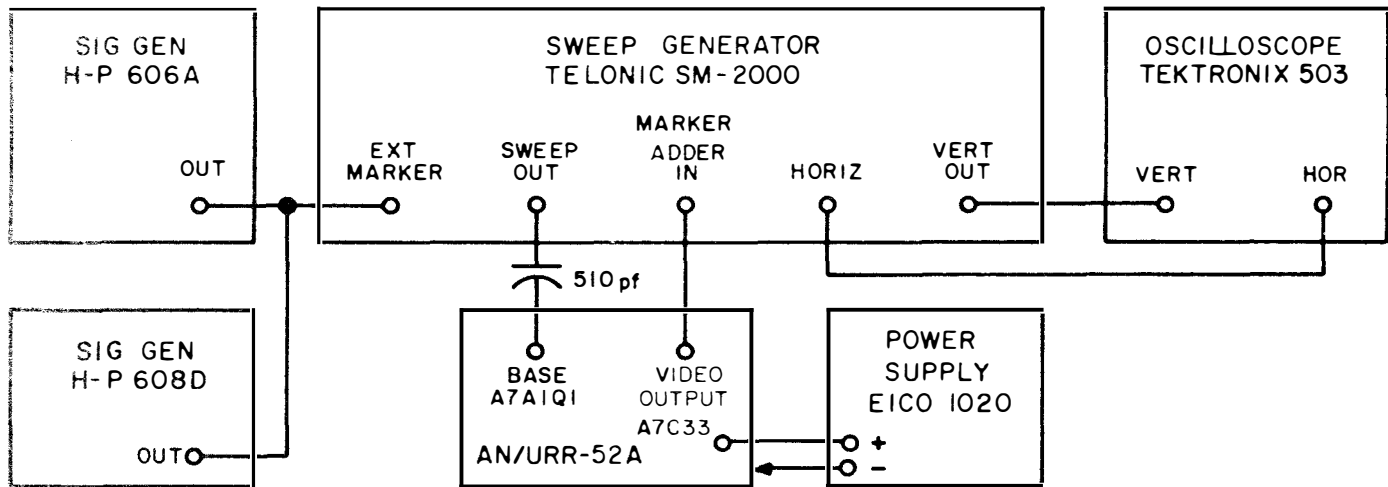 SIG GEN
H-P 606A
OUT
SWEEP GENERATOR
TELONIC SM-2000
EXT
MARKER
SWEEP
OUT
MARKER
ADDER
IN
HORIZ
VERT
OUT
OSCILLOSCOPE
TEKTRONIX 503
VERT
HOR
510 pf
SIG GEN
H-P 608D
OUT
BASE
A7A1Q1
VIDEO
OUTPUT
A7C33
AN/URR-52A
POWER
SUPPLY
EICO 1020
+
-